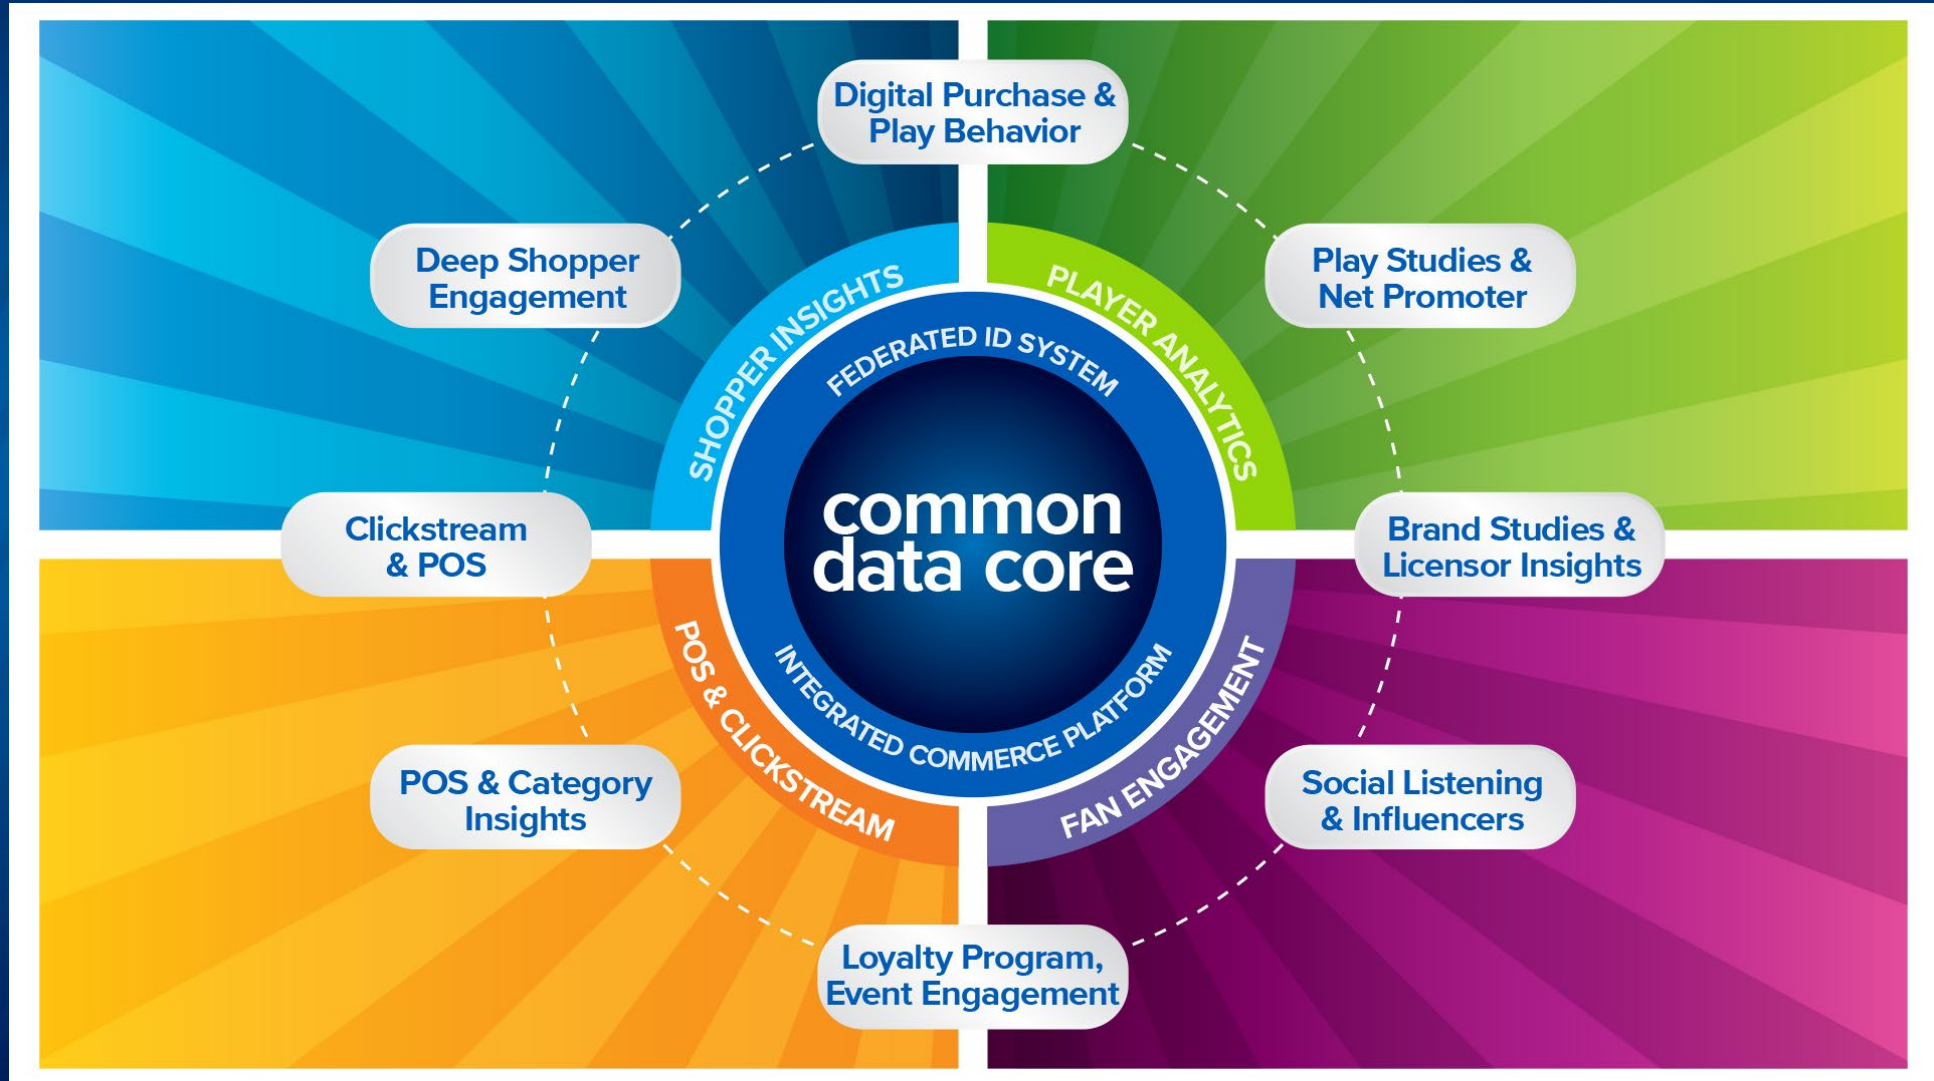 Digital Purchase &
Play Behavior
Deep Shopper
Engagement
Play Studies &
Net Promoter
SHOPPER INSIGHTS
PLAYER ANALYTICS
FEDERATED ID SYSTEM
common
data core
Clickstream
& POS
Brand Studies &
Licensor Insights
INTEGRATED COMMERCE PLATFORM
POS & CLICKSTREAM
FAN ENGAGEMENT
POS & Category
Insights
Social Listening
& Influencers
Loyalty Program,
Event Engagement